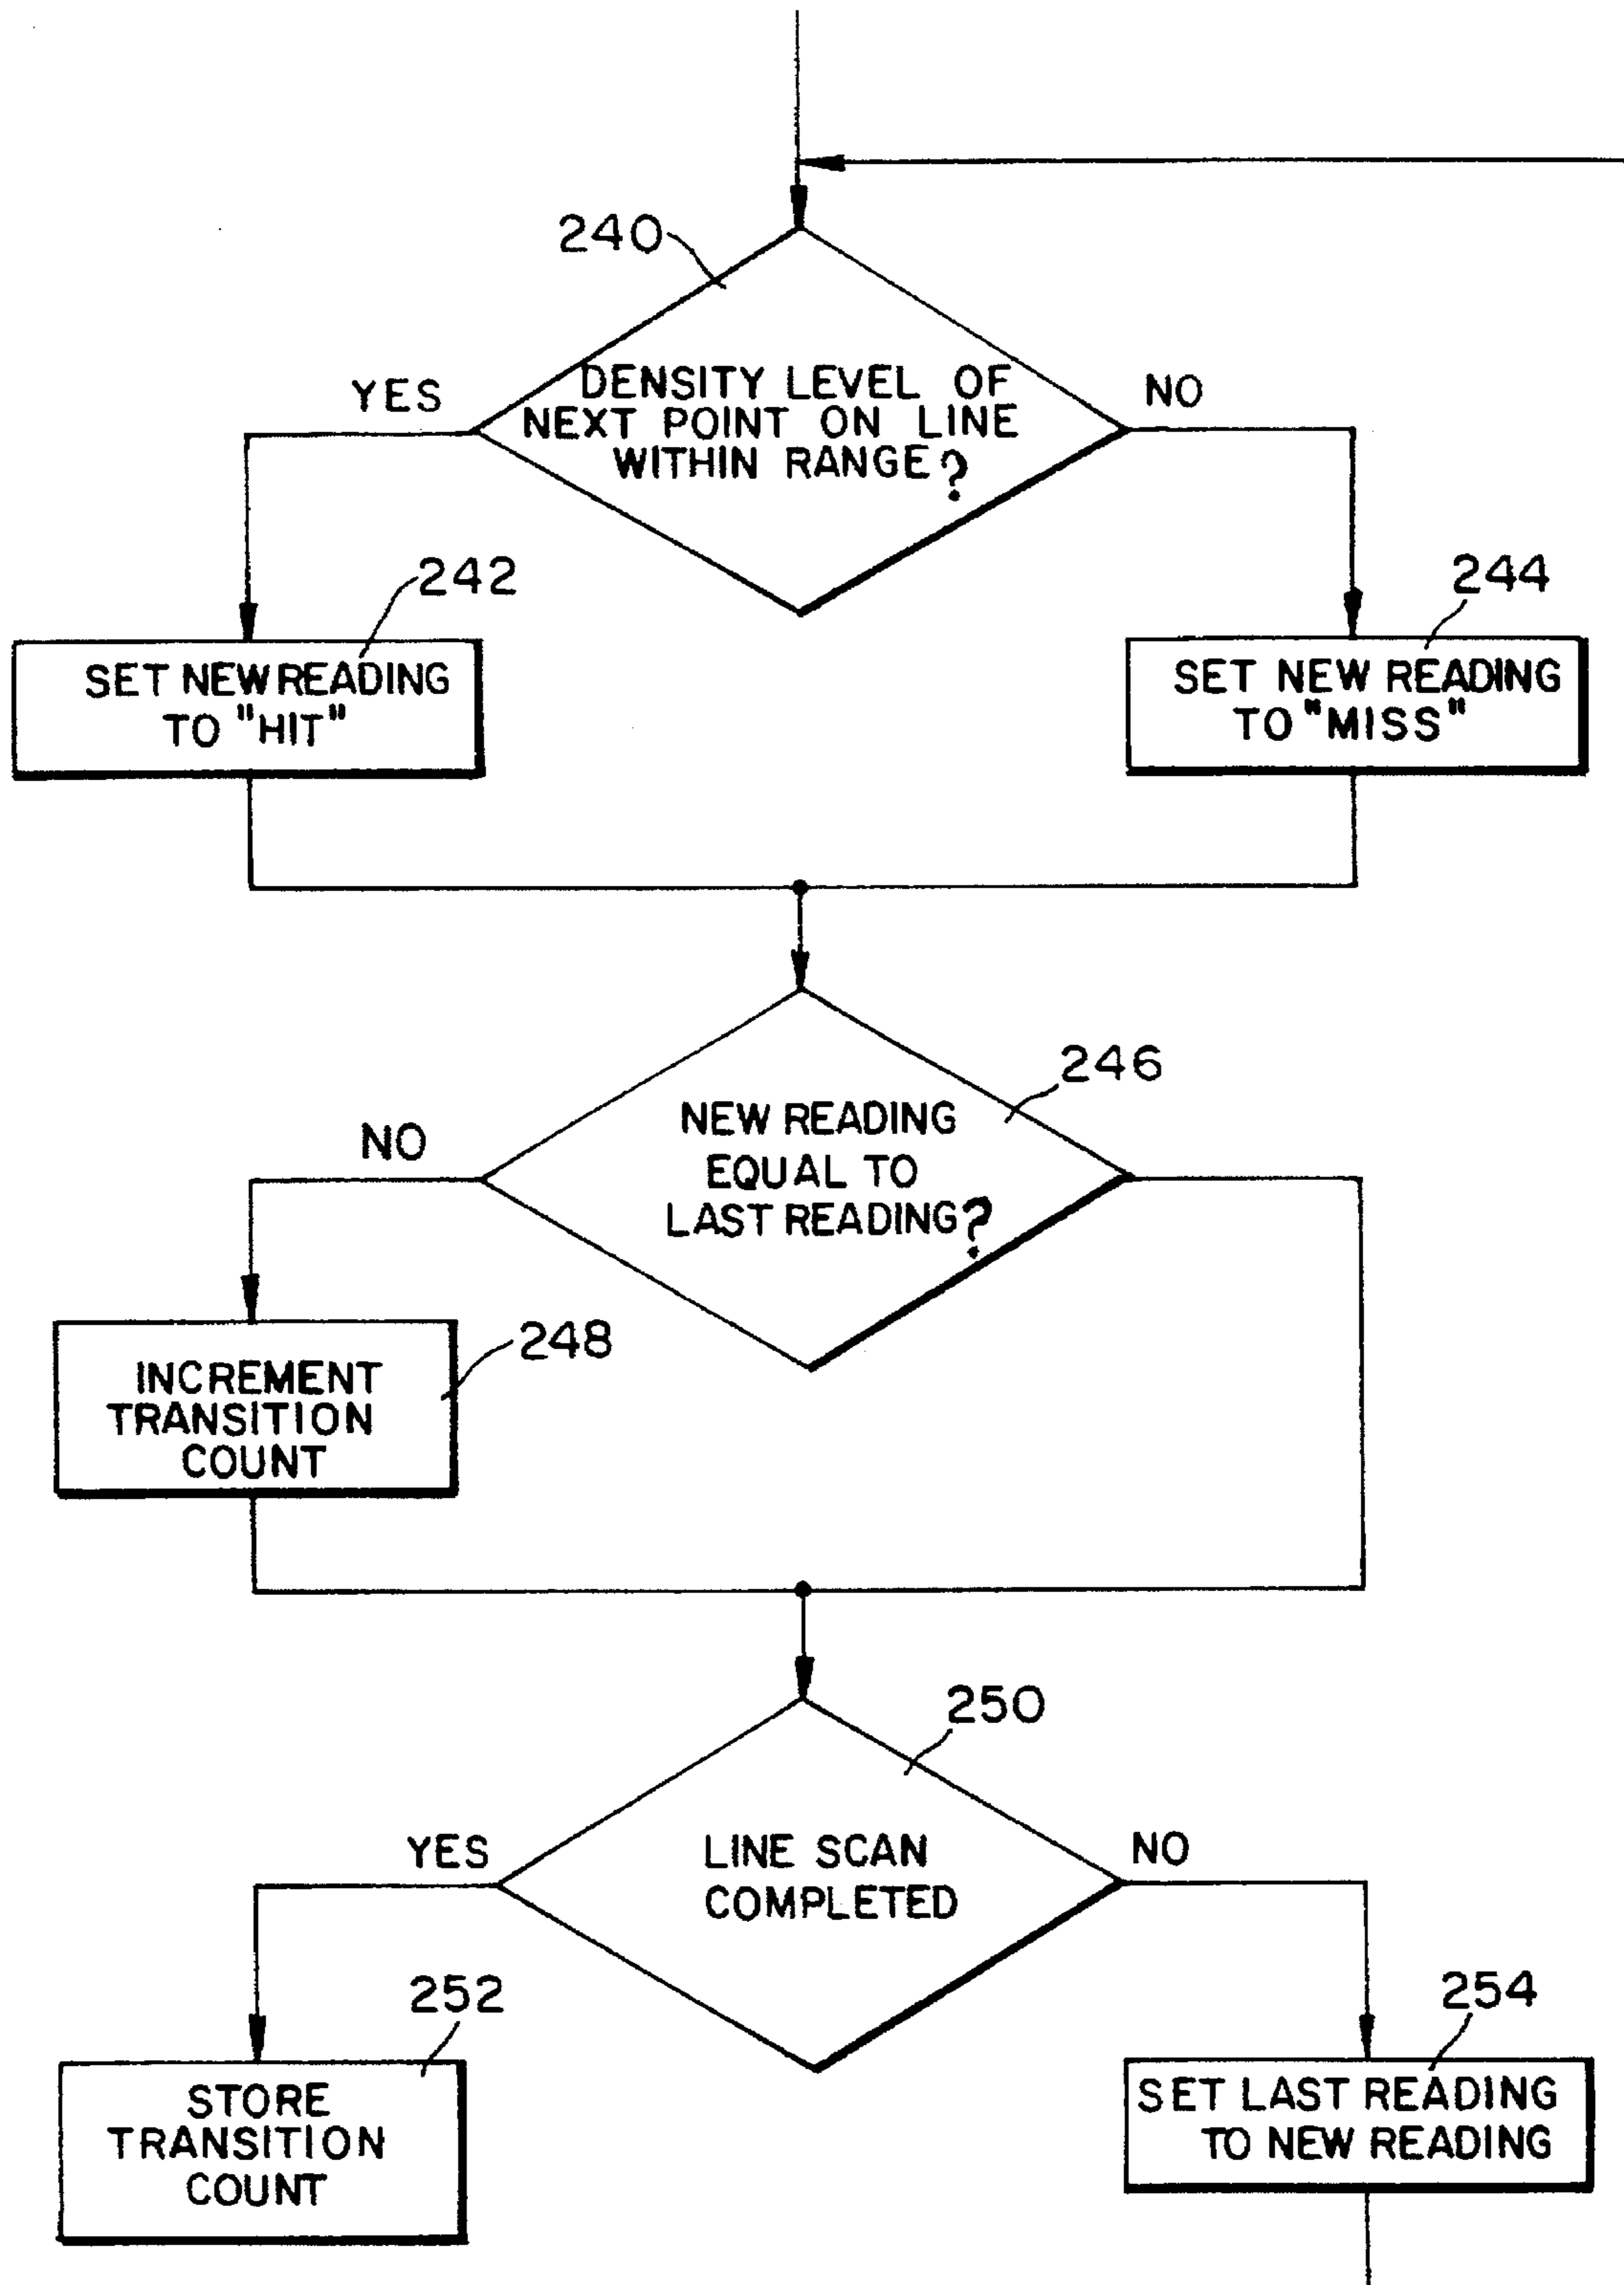 240
YES
DENSITY LEVEL OF
NEXT POINT ON LINE
WITHIN RANGE?
NO
242
244
SET NEW READING
TO "HIT"
SET NEW READING
TO "MISS"
246
NO
NEW READING
EQUAL TO
LAST READING?
248
INCREMENT
TRANSITION
COUNT
250
YES
LINE SCAN
COMPLETED
NO
252
254
STORE
TRANSITION
COUNT
SET LAST READING
TO NEW READING